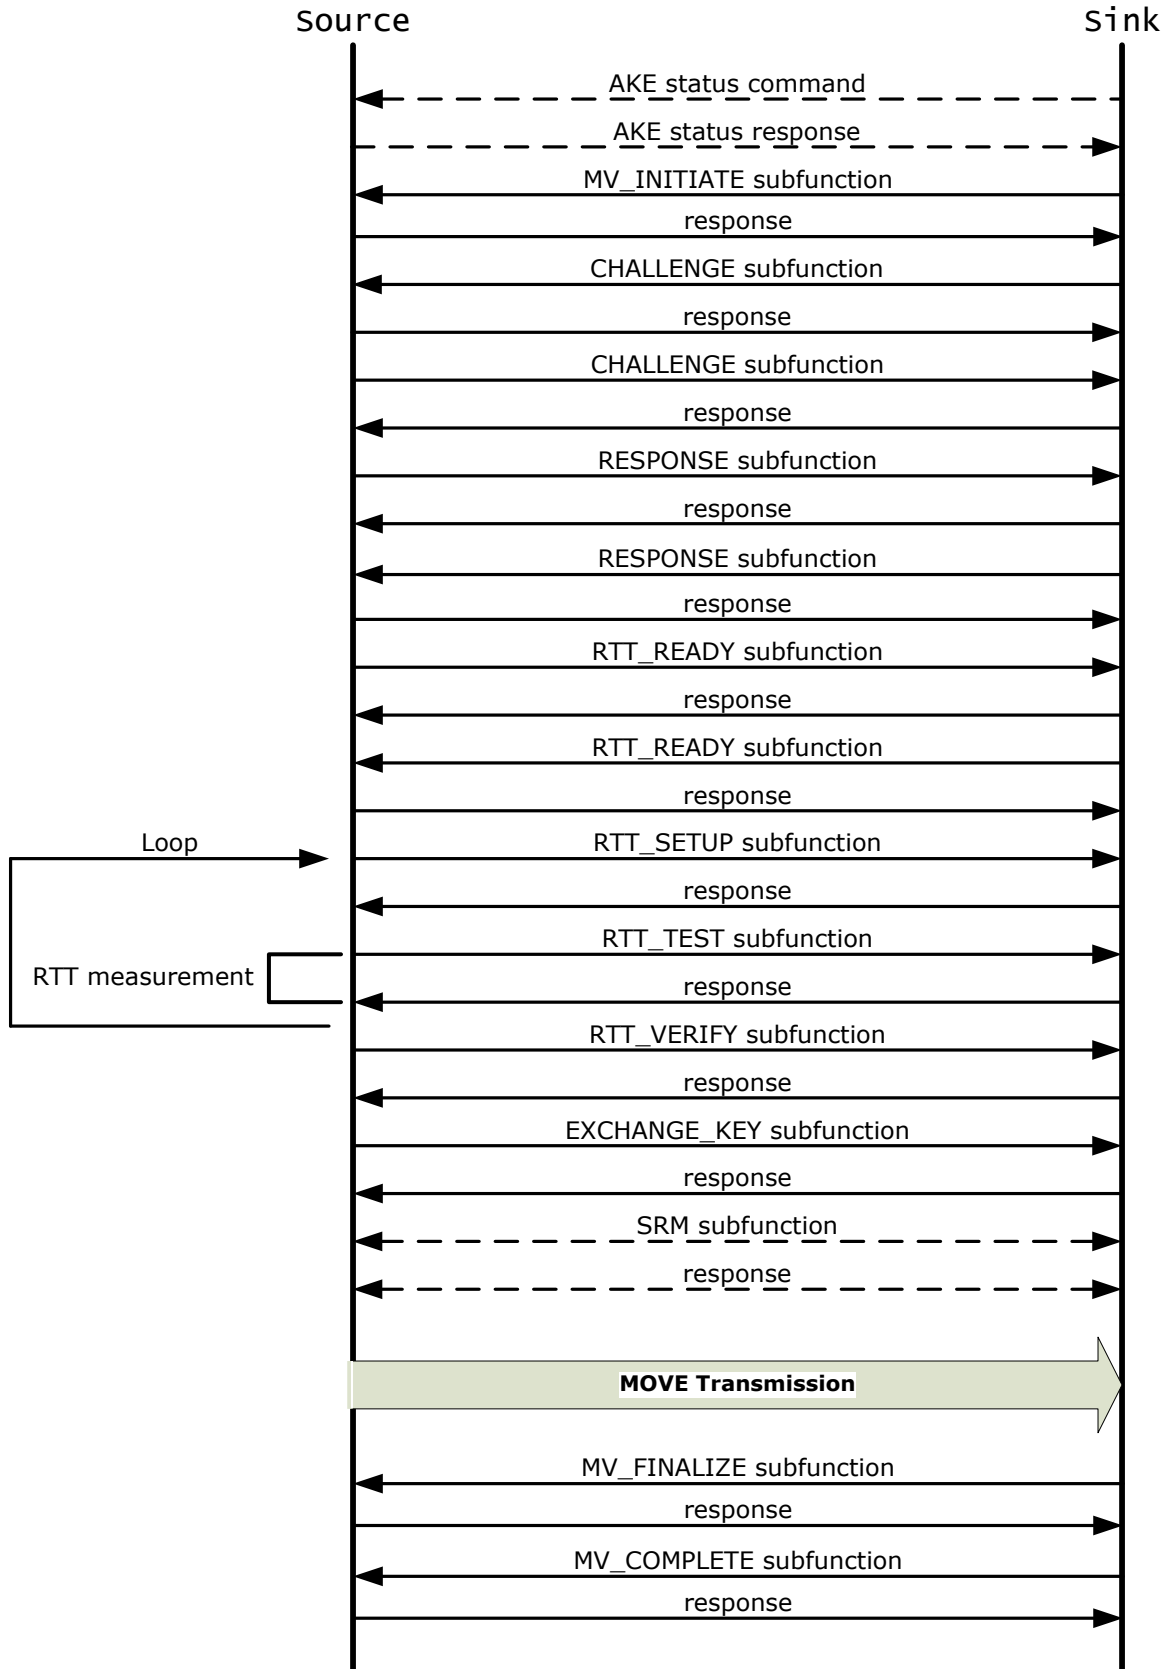 Source
Sink
AKE status command
AKE status response
MV_INITIATE subfunction
response
CHALLENGE subfunction
response
CHALLENGE subfunction
response
RESPONSE subfunction
response
RESPONSE subfunction
response
RTT_READY subfunction
response
RTT_READY subfunction
response
Loop
RTT_SETUP subfunction
response
RTT_TEST subfunction
RTT measurement
response
RTT_VERIFY subfunction
response
EXCHANGE_KEY subfunction
response
SRM subfunction
response
MOVE Transmission
MV_FINALIZE subfunction
response
MV_COMPLETE subfunction
response